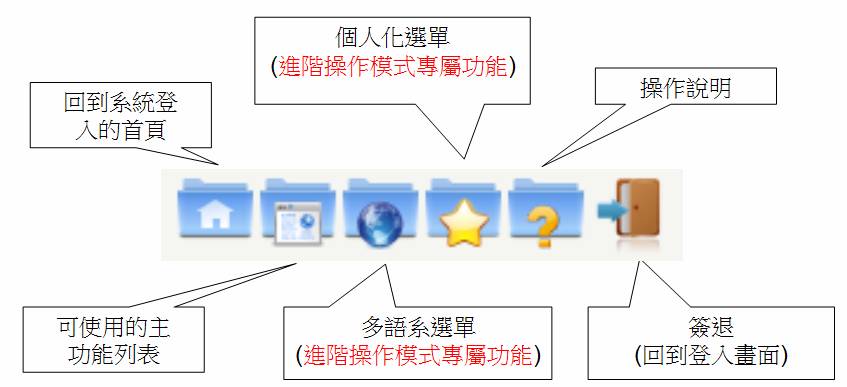 個人化選單
(進階操作模式專屬功能)
回到系統登
入的首頁
操作說明
可使用的主
功能列表
多語系選單
(進階操作模式專屬功能)
簽退
(回到登入畫面)